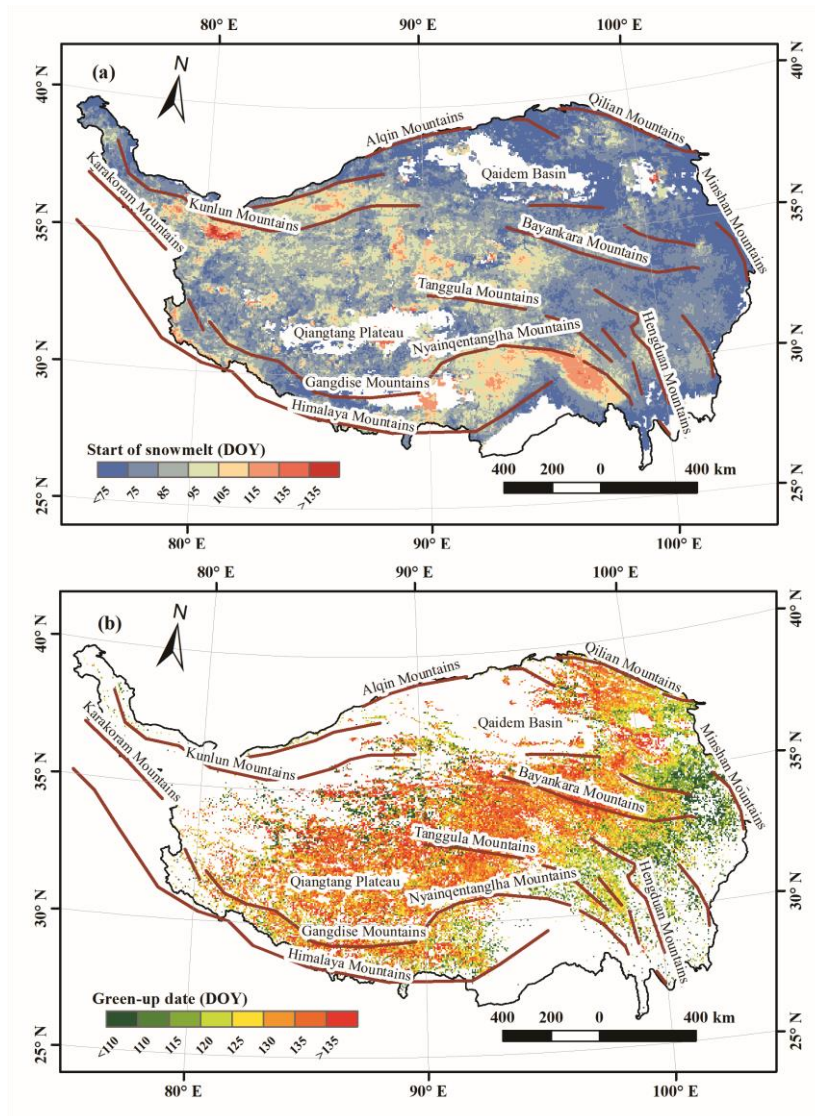 80° E
90° E
100° E
(a)
N
40° N
40° N
Qilian Mountains
Alqin Mountains
Qaidem Basin
Minshan Mountains
Karakoram Mountains
Kunlun Mountains
35° N
35° N
Bayankara Mountains
Tanggula Mountains
Qiangtang Plateau
Nyainqentanglha Mountains
Hengduan Mountains
30° N
30° N
Gangdise Mountains
Himalaya Mountains
Start of snowmelt (DOY)
<75
75
85
95
105
115
135
>135
400 200 0 400 km
25° N
25° N
80° E
90° E
100° E
80° E
90° E
100° E
(b)
N
40° N
40° N
Qilian Mountains
Alqin Mountains
Qaidem Basin
Minshan Mountains
Karakoram Mountains
Kunlun Mountains
35° N
35° N
Bayankara Mountains
Tanggula Mountains
Qiangtang Plateau
Nyainqentanglha Mountains
Hengduan Mountains
30° N
30° N
Gangdise Mountains
Himalaya Mountains
Green-up date (DOY)
<110
110
115
120
125
130
135
>135
400 200 0 400 km
25° N
25° N
80° E
90° E
100° E